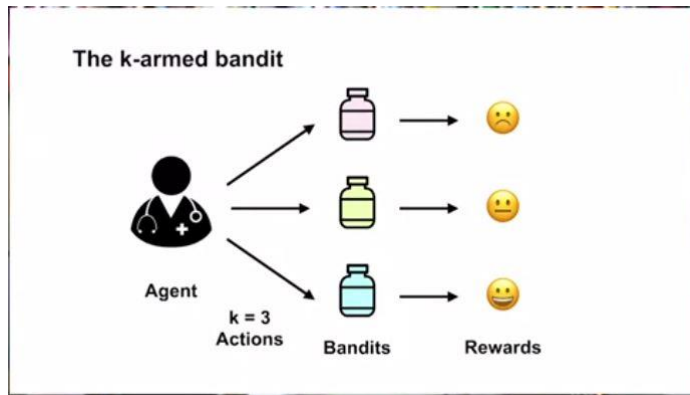 The k-armed bandit
Agent
k = 3
Actions
Bandits
Rewards